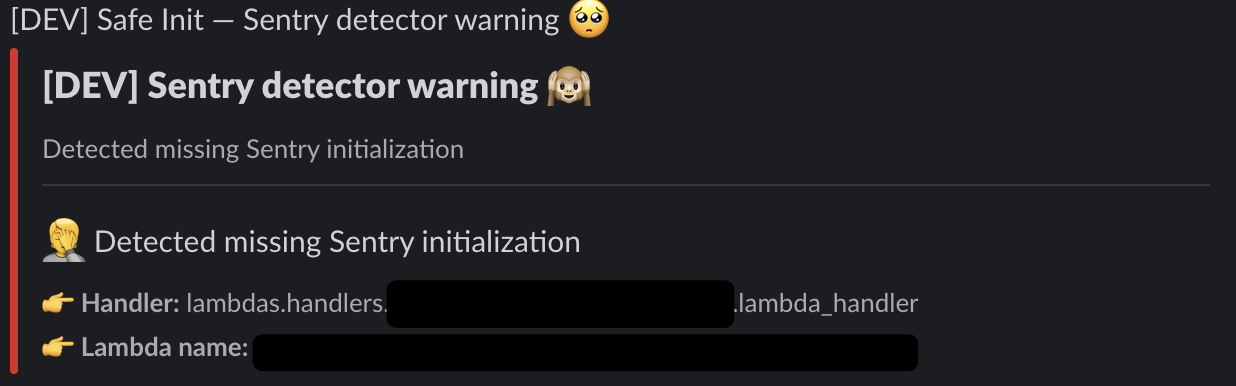 [DEV] Safe Init — Sentry detector warning 🥺
[DEV] Sentry detector warning 🙉
Detected missing Sentry initialization
🤦 Detected missing Sentry initialization
👉 Handler: lambdas.handlers. .lambda_handler
👉 Lambda name: